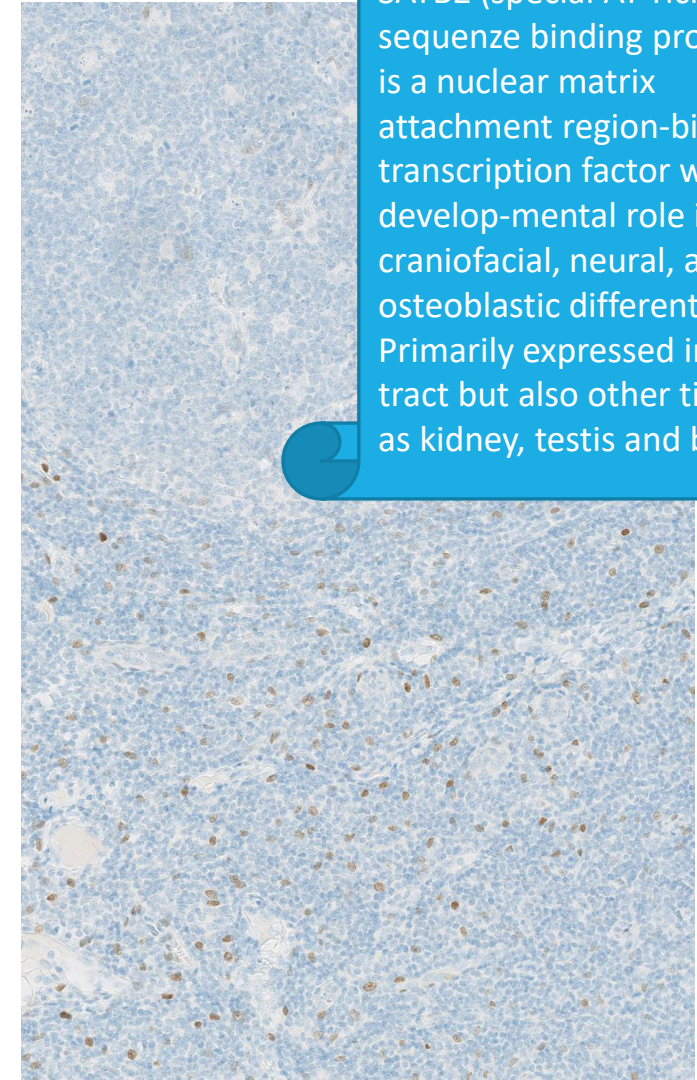 sequenze binding pro
is a nuclear matrix
attachment region-bi
transcription factor w
develop-mental role i
craniofacial, neural, a
osteoblastic different
Primarily expressed i
tract but also other ti
as kidney, testis and b